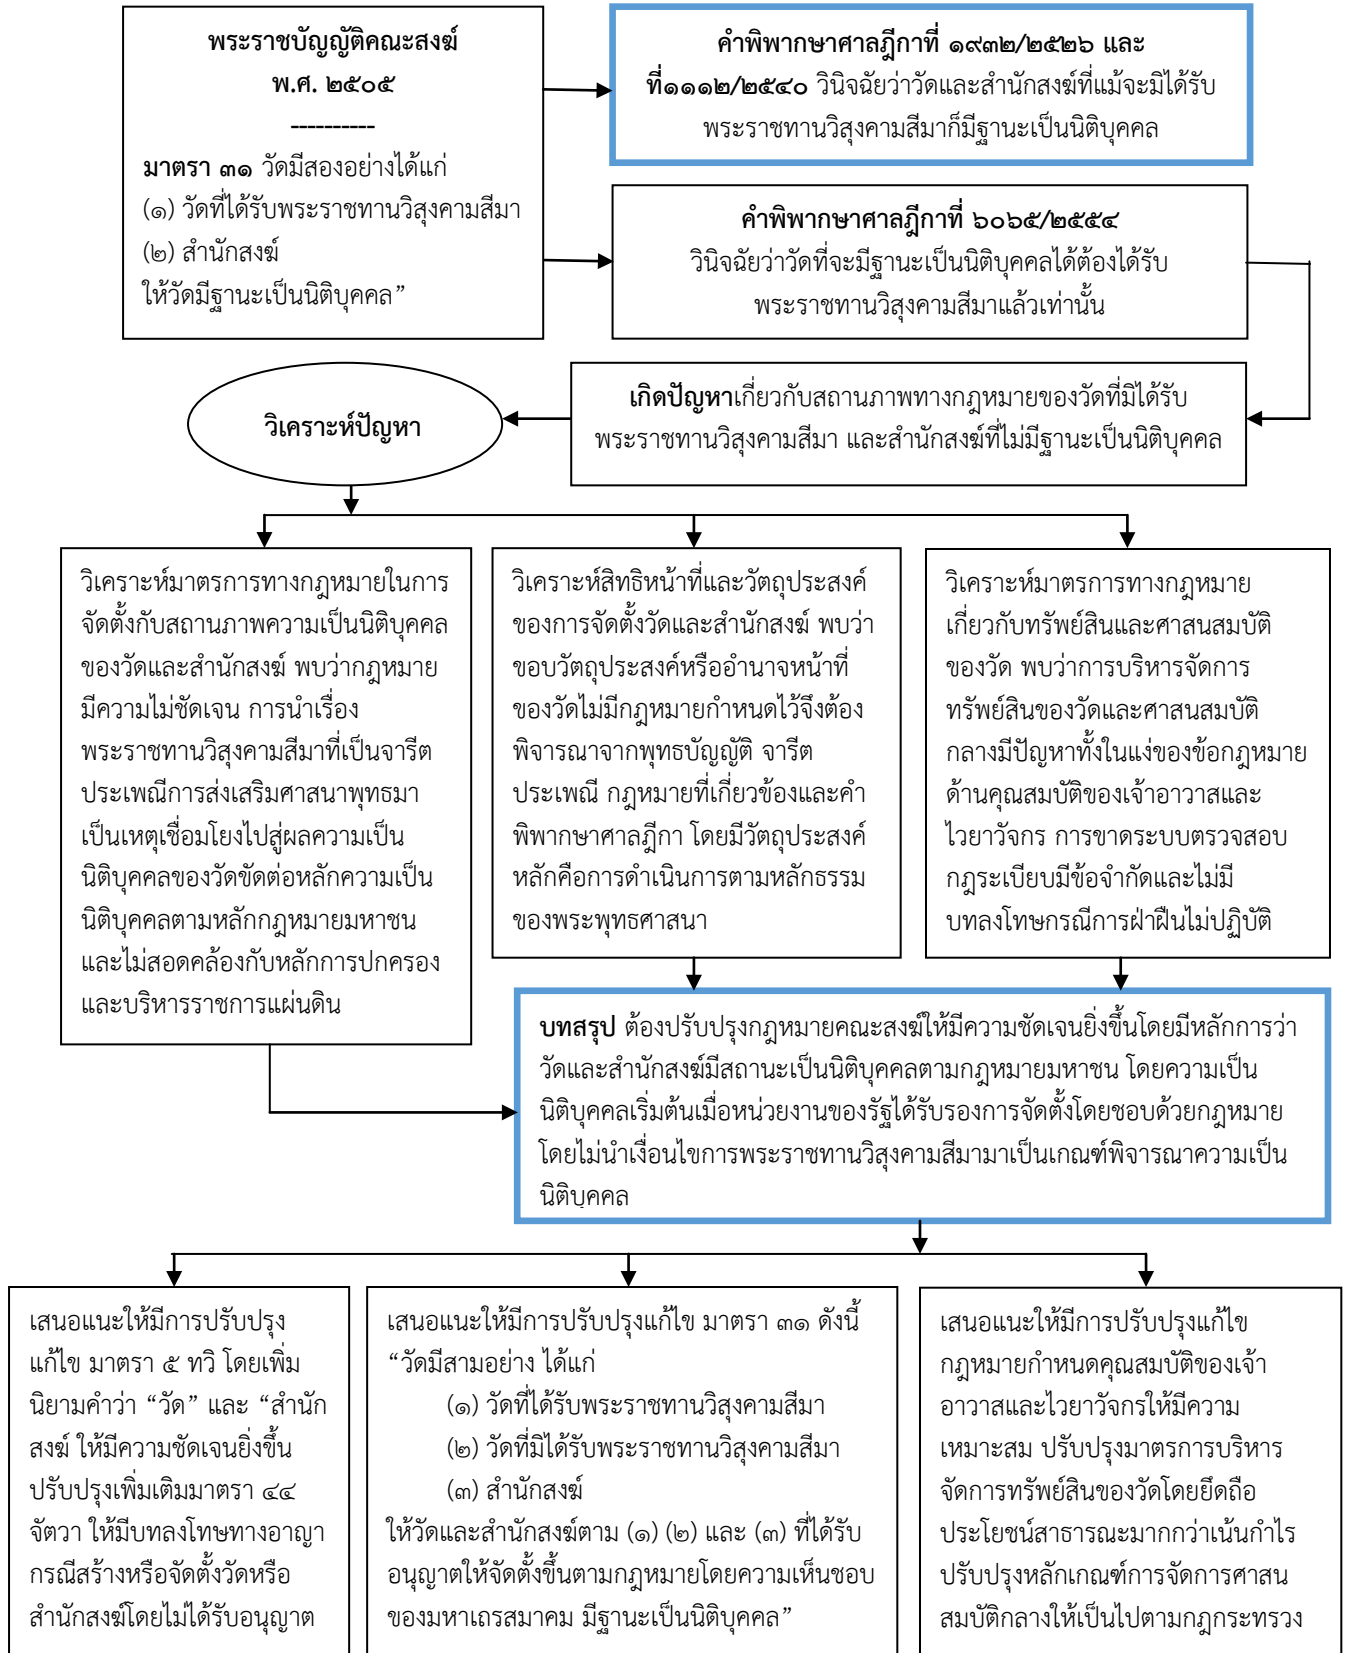 พระราชบัญญัติคณะสงฆ์
พ.ศ. ๒๕๐๕
----------
มาตรา ๓๑ วัดมีสองอย่างได้แก่
(๑) วัดที่ได้รับพระราชทานวิสุงคามสีมา
(๒) สำนักสงฆ์
ให้วัดมีฐานะเป็นนิติบุคคล”
คำพิพากษาศาลฎีกาที่ ๑๙๓๒/๒๕๒๖ และ
ที่๑๑๑๒/๒๕๔๐ วินิจฉัยว่าวัดและสำนักสงฆ์ที่แม้จะมิได้รับ
พระราชทานวิสุงคามสีมาก็มีฐานะเป็นนิติบุคคล
คำพิพากษาศาลฎีกาที่ ๖๐๖๕/๒๕๕๔
วินิจฉัยว่าวัดที่จะมีฐานะเป็นนิติบุคคลได้ต้องได้รับ
พระราชทานวิสุงคามสีมาแล้วเท่านั้น
เกิดปัญหาเกี่ยวกับสถานภาพทางกฎหมายของวัดที่มิได้รับ
พระราชทานวิสุงคามสีมา และสำนักสงฆ์ที่ไม่มีฐานะเป็นนิติบุคคล
วิเคราะห์ปัญหา
วิเคราะห์มาตรการทางกฎหมายในการ
จัดตั้งกับสถานภาพความเป็นนิติบุคคล
ของวัดและสำนักสงฆ์ พบว่ากฎหมาย
มีความไม่ชัดเจน การนำเรื่อง
พระราชทานวิสุงคามสีมาที่เป็นจารีต
ประเพณีการส่งเสริมศาสนาพุทธมา
เป็นเหตุเชื่อมโยงไปสู่ผลความเป็น
นิติบุคคลของวัดขัดต่อหลักความเป็น
นิติบุคคลตามหลักกฎหมายมหาชน
และไม่สอดคล้องกับหลักการปกครอง
และบริหารราชการแผ่นดิน
วิเคราะห์สิทธิหน้าที่และวัตถุประสงค์
ของการจัดตั้งวัดและสำนักสงฆ์ พบว่า
ขอบวัตถุประสงค์หรืออำนาจหน้าที่
ของวัดไม่มีกฎหมายกำหนดไว้จึงต้อง
พิจารณาจากพุทธบัญญัติ จารีต
ประเพณี กฎหมายที่เกี่ยวข้องและคำ
พิพากษาศาลฎีกา โดยมีวัตถุประสงค์
หลักคือการดำเนินการตามหลักธรรม
ของพระพุทธศาสนา
วิเคราะห์มาตรการทางกฎหมาย
เกี่ยวกับทรัพย์สินและศาสนสมบัติ
ของวัด พบว่าการบริหารจัดการ
ทรัพย์สินของวัดและศาสนสมบัติ
กลางมีปัญหาทั้งในแง่ของข้อกฎหมาย
ด้านคุณสมบัติของเจ้าอาวาสและ
ไวยาวัจกร การขาดระบบตรวจสอบ
กฎระเบียบมีข้อจำกัดและไม่มี
บทลงโทษกรณีการฝ่าฝืนไม่ปฏิบัติ
บทสรุป ต้องปรับปรุงกฎหมายคณะสงฆ์ให้มีความชัดเจนยิ่งขึ้นโดยมีหลักการว่า
วัดและสำนักสงฆ์มีสถานะเป็นนิติบุคคลตามกฎหมายมหาชน โดยความเป็น
นิติบุคคลเริ่มต้นเมื่อหน่วยงานของรัฐได้รับรองการจัดตั้งโดยชอบด้วยกฎหมาย
โดยไม่นำเงื่อนไขการพระราชทานวิสุงคามสีมามาเป็นเกณฑ์พิจารณาความเป็น
นิติบุคคล
เสนอแนะให้มีการปรับปรุง
แก้ไข มาตรา ๕ ทวิ โดยเพิ่ม
นิยามคำว่า “วัด” และ “สำนัก
สงฆ์ ให้มีความชัดเจนยิ่งขึ้น
ปรับปรุงเพิ่มเติมมาตรา ๔๔
จัตวา ให้มีบทลงโทษทางอาญา
กรณีสร้างหรือจัดตั้งวัดหรือ
สำนักสงฆ์โดยไม่ได้รับอนุญาต
เสนอแนะให้มีการปรับปรุงแก้ไข มาตรา ๓๑ ดังนี้
“วัดมีสามอย่าง ได้แก่
(๑) วัดที่ได้รับพระราชทานวิสุงคามสีมา
(๒) วัดที่มิได้รับพระราชทานวิสุงคามสีมา
(๓) สำนักสงฆ์
ให้วัดและสำนักสงฆ์ตาม (๑) (๒) และ (๓) ที่ได้รับ
อนุญาตให้จัดตั้งขึ้นตามกฎหมายโดยความเห็นชอบ
ของมหาเถรสมาคม มีฐานะเป็นนิติบุคคล”
เสนอแนะให้มีการปรับปรุงแก้ไข
กฎหมายกำหนดคุณสมบัติของเจ้า
อาวาสและไวยาวัจกรให้มีความ
เหมาะสม ปรับปรุงมาตรการบริหาร
จัดการทรัพย์สินของวัดโดยยึดถือ
ประโยชน์สาธารณะมากกว่าเน้นกำไร
ปรับปรุงหลักเกณฑ์การจัดการศาสน
สมบัติกลางให้เป็นไปตามกฎกระทรวง